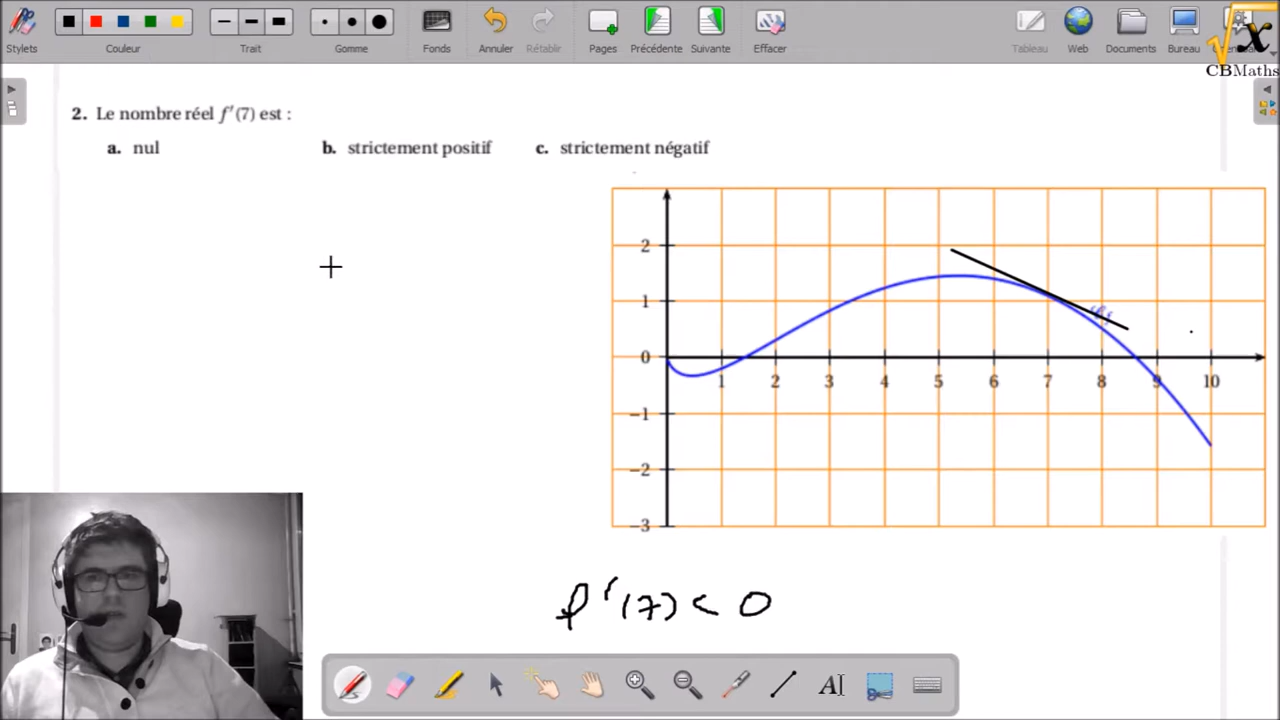 Stylets Couleur Trait Gomme Fonds Annuler Rétablir Pages Précédente Suivante Effacer Tableau Web Documents Bureau
CBMaths
2. Le nombre réel f′(7) est :
a. nul b. strictement positif c. strictement négatif
2
1
0
1 2 3 4 5 6 7 8 9 10
−1
−2
−3
f'(7) < 0